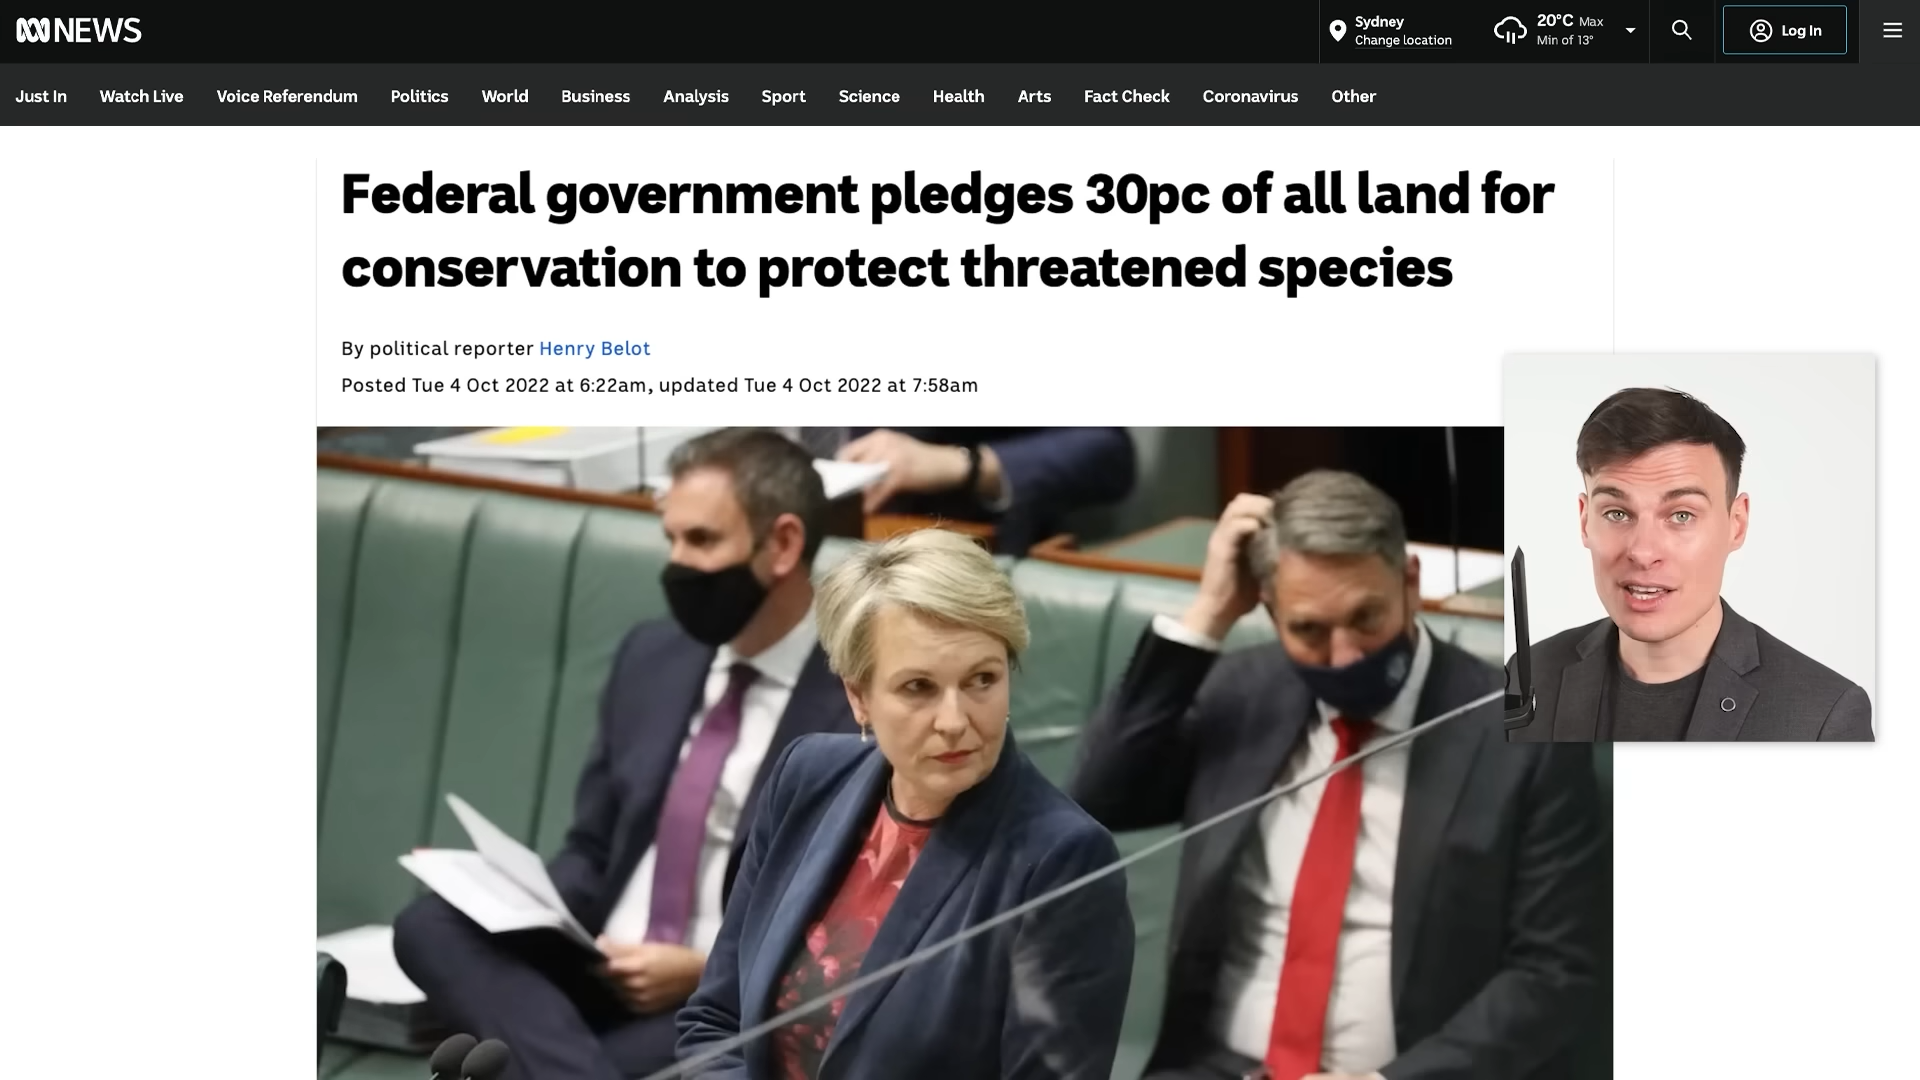 NEWS
Sydney
Change location
20°C Max
Min of 13°
Log In
Just In Watch Live Voice Referendum Politics World Business Analysis Sport Science Health Arts Fact Check Coronavirus Other
Federal government pledges 30pc of all land for
conservation to protect threatened species
By political reporter Henry Belot
Posted Tue 4 Oct 2022 at 6:22am, updated Tue 4 Oct 2022 at 7:58am